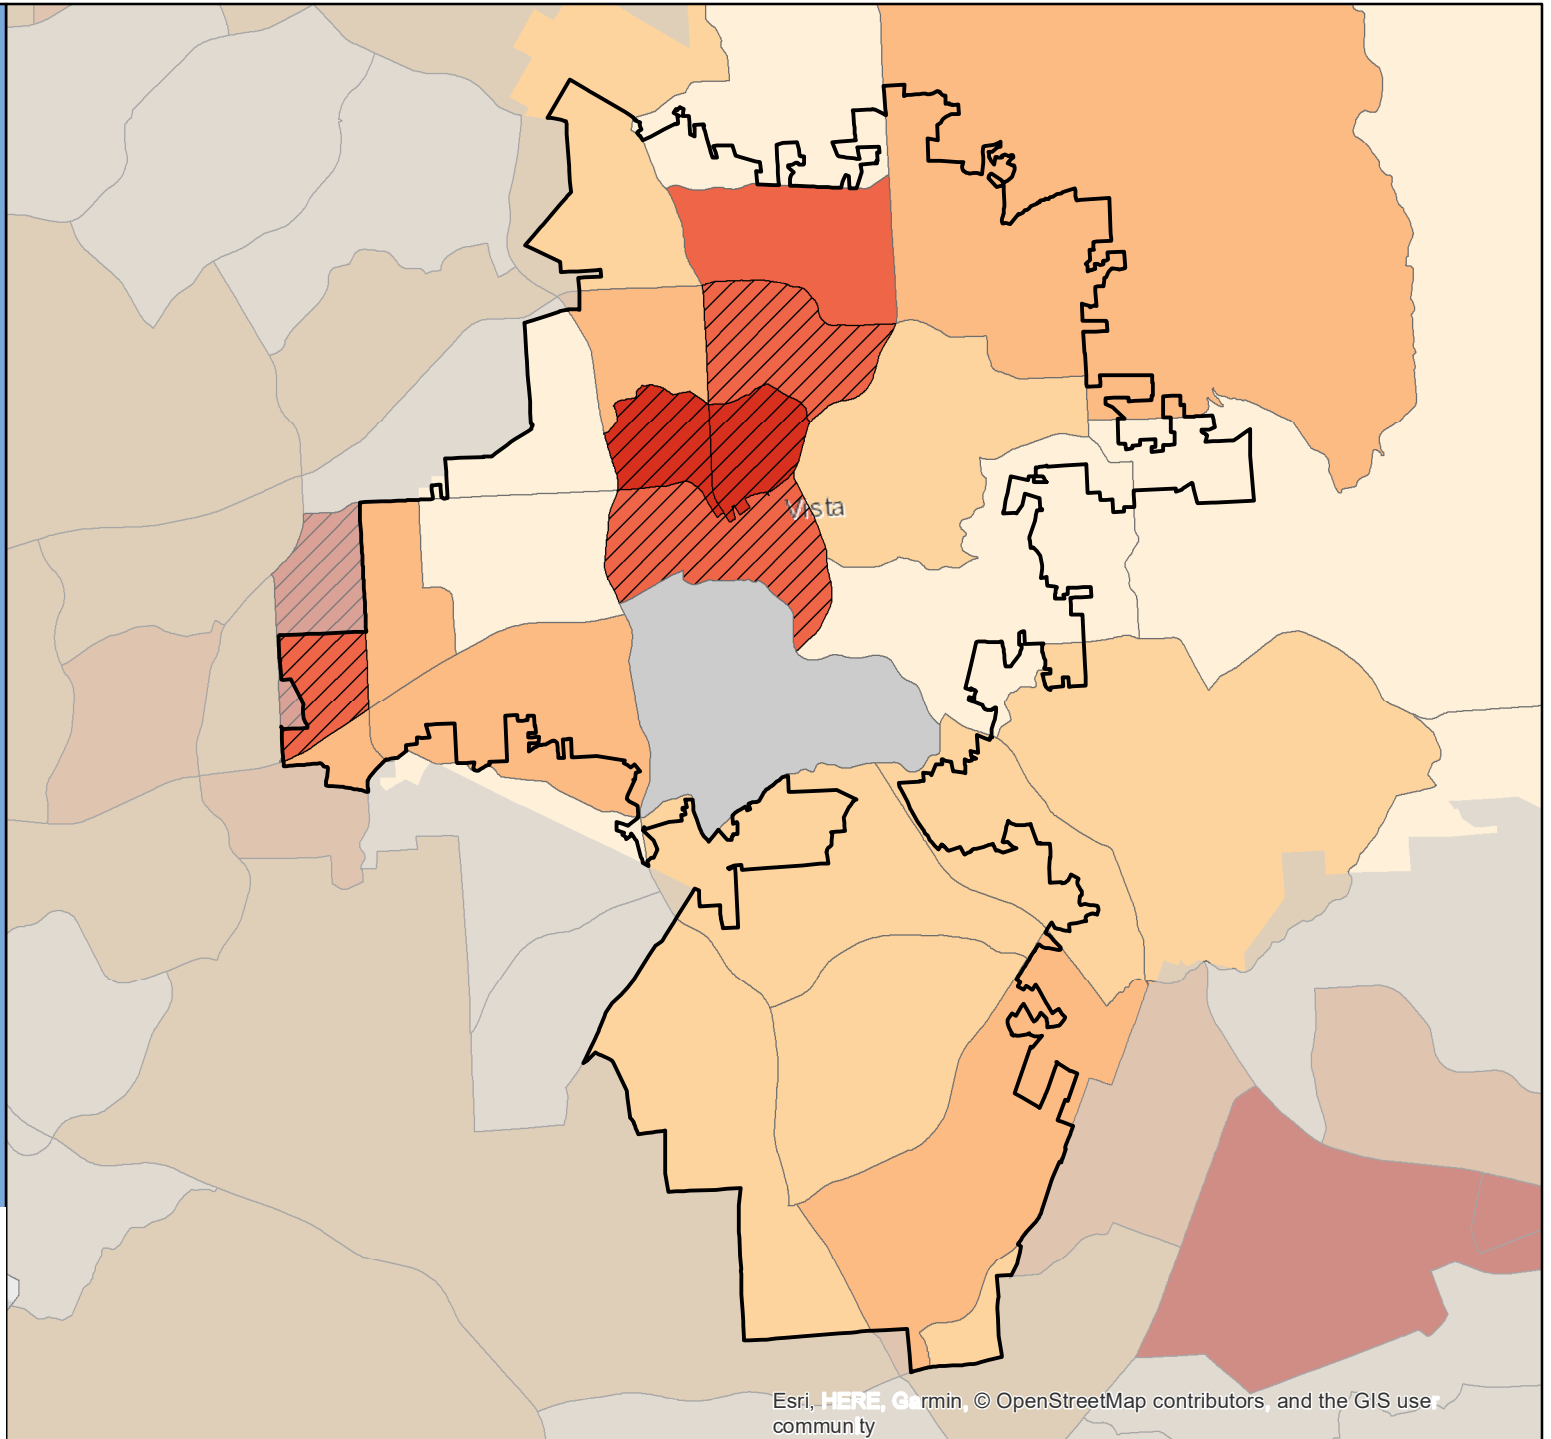 Vista
Esri, HERE, Garmin, © OpenStreetMap contributors, and the GIS user
community